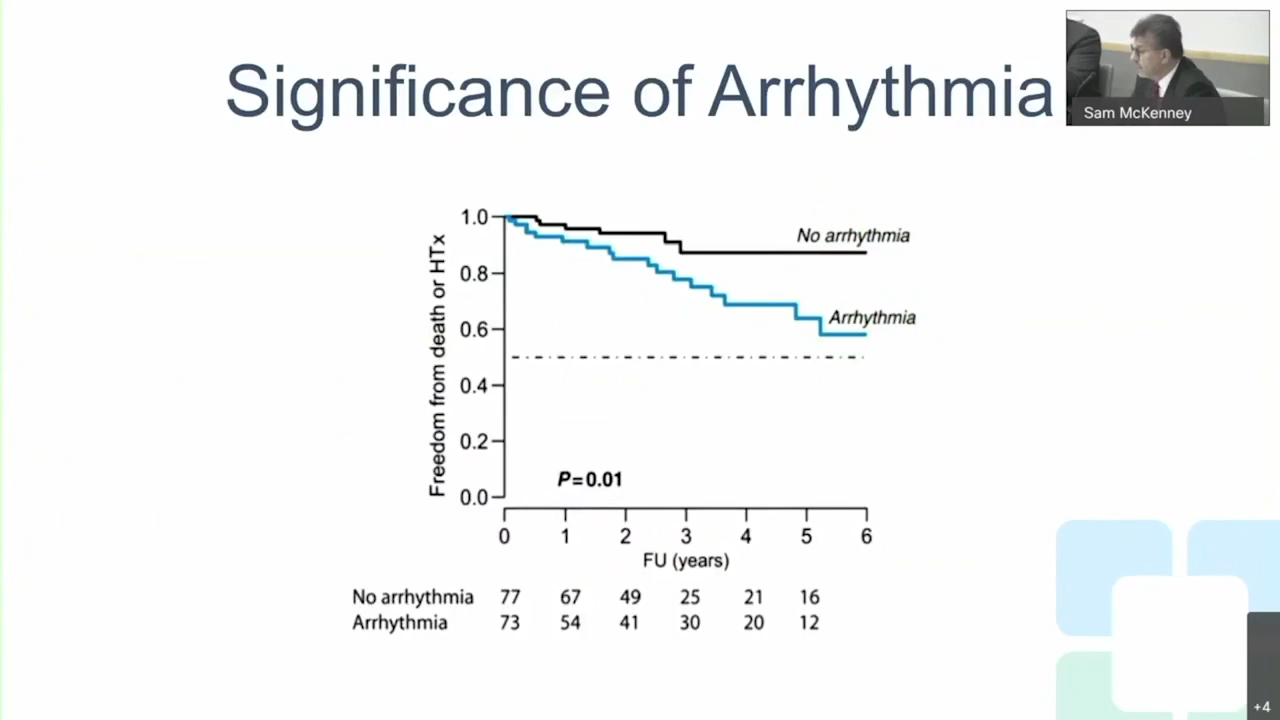 Significance of Arrhythmia
Sam McKenney
Freedom from death or HTx
1.0
0.8
0.6
0.4
0.2
0.0
No arrhythmia
Arrhythmia
P=0.01
0 1 2 3 4 5 6
FU (years)
No arrhythmia 77 67 49 25 21 16
Arrhythmia 73 54 41 30 20 12
+4